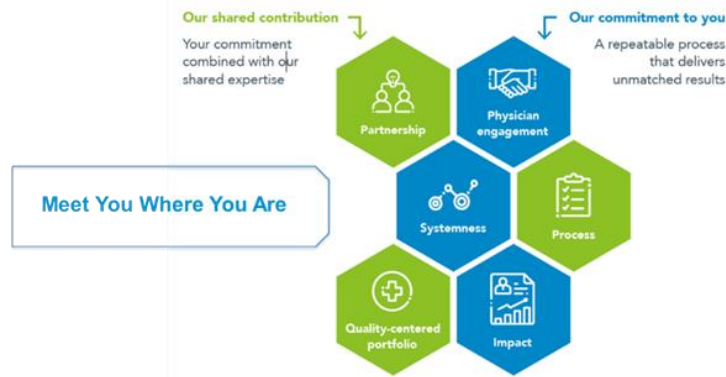 Our shared contribution
Your commitment
combined with our
shared expertise
Our commitment to you
A repeatable process
that delivers
unmatched results
Partnership
Physician
engagement
Meet You Where You Are
Systemness
Process
Quality-centered
portfolio
Impact